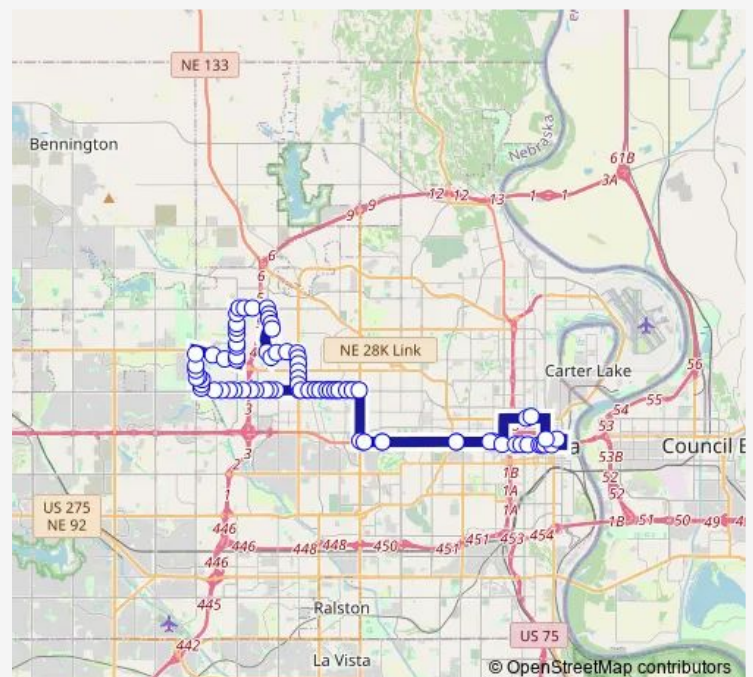 NE 133
Bennington
Nebraska
61B
3A
12 12 13 1 1
9 9
6
6
NE 28K Link
56
Carter Lake
4
55
54
53
3
Council B
a
3
2
53B
1B
52
1A
52
1
1A
US 275
NE 92
1B 51 50 49 4
446
446 448 448 450 451 451 453 454
446
445
Ralston
US 75
442
La Vista
© OpenStreetMap contributors